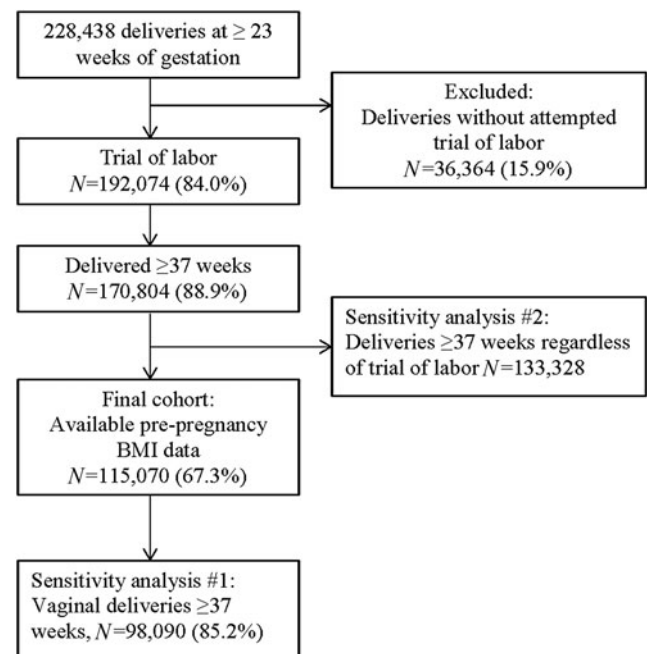 228,438 deliveries at ≥ 23
weeks of gestation
Excluded:
Deliveries without attempted
trial of labor
N=36,364 (15.9%)
Trial of labor
N=192,074 (84.0%)
Delivered ≥37 weeks
N=170,804 (88.9%)
Sensitivity analysis #2:
Deliveries ≥37 weeks regardless
of trial of labor N=133,328
Final cohort:
Available pre-pregnancy
BMI data
N=115,070 (67.3%)
Sensitivity analysis #1:
Vaginal deliveries ≥37
weeks, N=98,090 (85.2%)